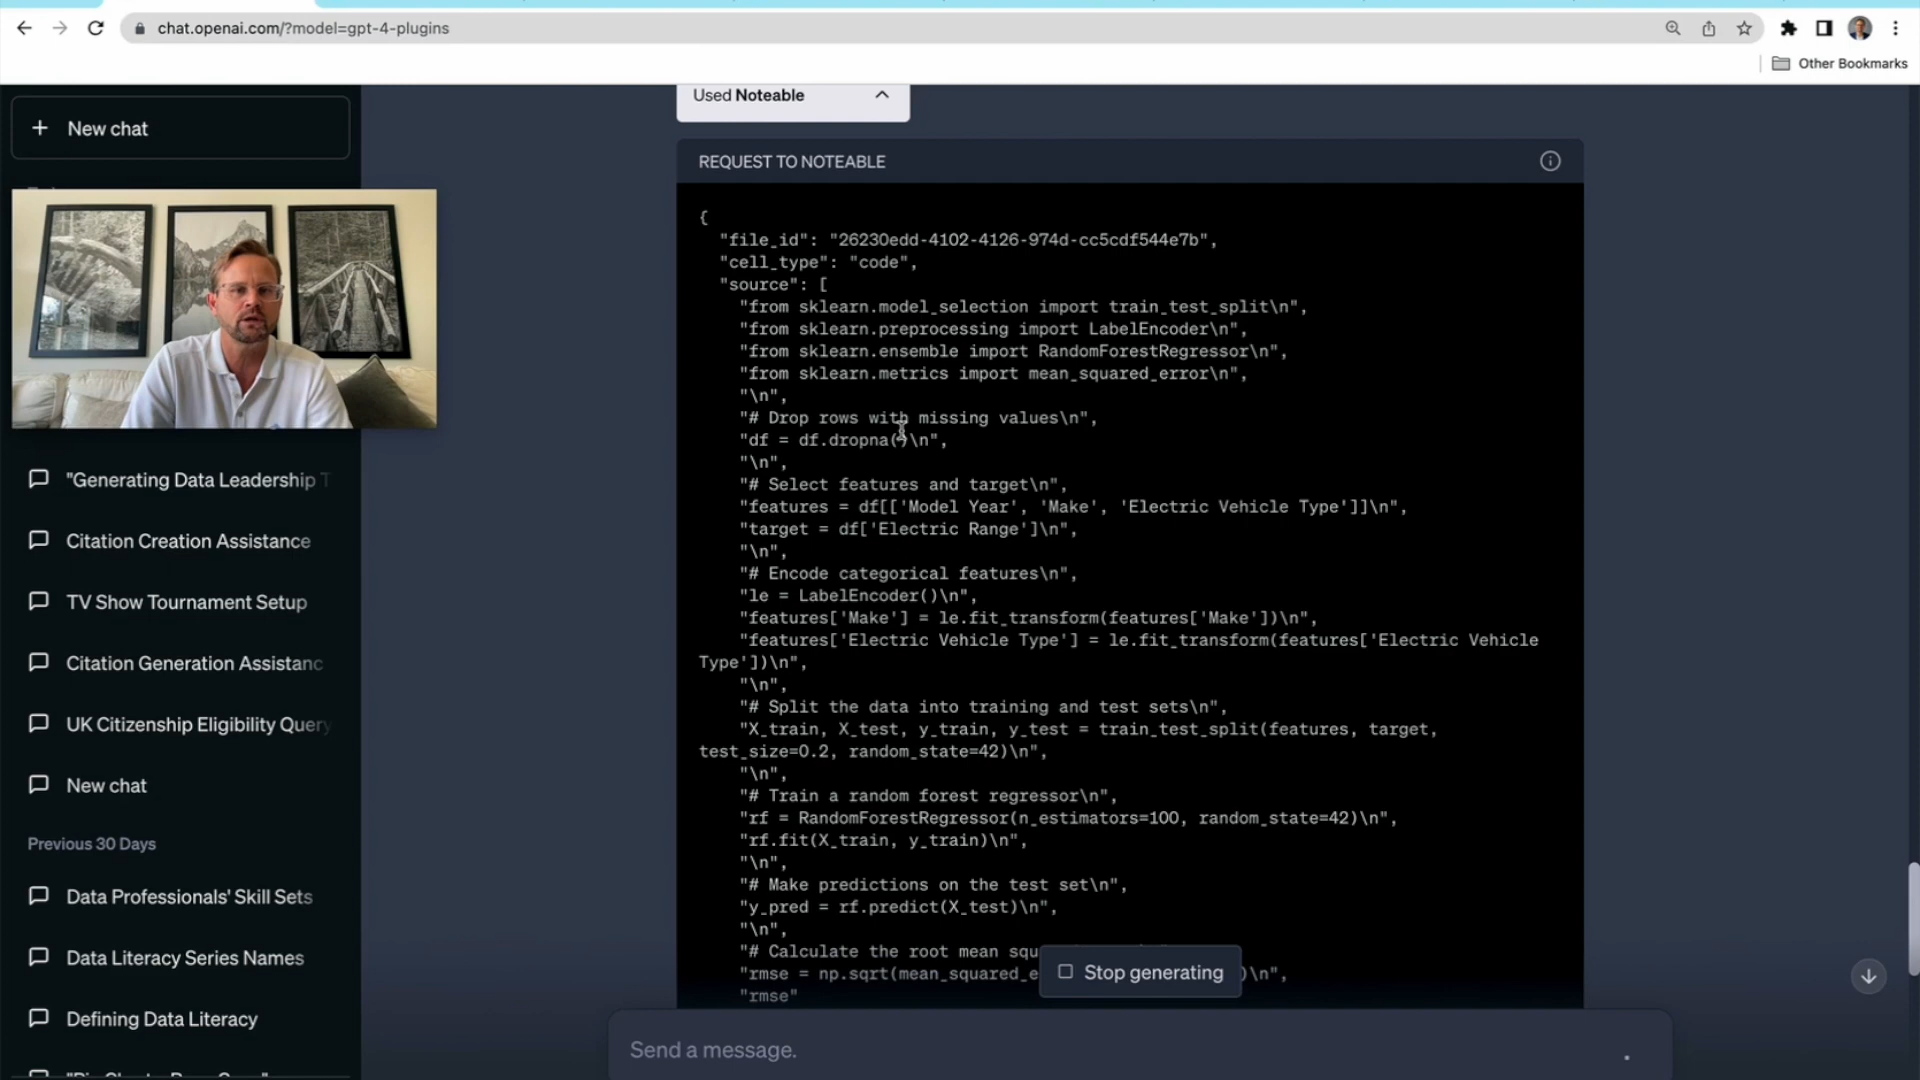 chat.openai.com/?model=gpt-4-plugins
Other Bookmarks
New chat
"Generating Data Leadership T
Citation Creation Assistance
TV Show Tournament Setup
Citation Generation Assistanc
UK Citizenship Eligibility Query
New chat
Previous 30 Days
Data Professionals' Skill Sets
Data Literacy Series Names
Defining Data Literacy
Used Noteable
REQUEST TO NOTEABLE
{
"file_id": "26230edd-4102-4126-974d-cc5cdf544e7b",
"cell_type": "code",
"source": [
"from sklearn.model_selection import train_test_split\n",
"from sklearn.preprocessing import LabelEncoder\n",
"from sklearn.ensemble import RandomForestRegressor\n",
"from sklearn.metrics import mean_squared_error\n",
"\n",
"# Drop rows with missing values\n",
"df = df.dropna()\n",
"\n",
"# Select features and target\n",
"features = df[['Model Year', 'Make', 'Electric Vehicle Type']]\n",
"target = df['Electric Range']\n",
"\n",
"# Encode categorical features\n",
"le = LabelEncoder()\n",
"features['Make'] = le.fit_transform(features['Make'])\n",
"features['Electric Vehicle Type'] = le.fit_transform(features['Electric Vehicle
Type'])\n",
"\n",
"# Split the data into training and test sets\n",
"X_train, X_test, y_train, y_test = train_test_split(features, target,
test_size=0.2, random_state=42)\n",
"\n",
"# Train a random forest regressor\n",
"rf = RandomForestRegressor(n_estimators=100, random_state=42)\n",
"rf.fit(X_train, y_train)\n",
"\n",
"# Make predictions on the test set\n",
"y_pred = rf.predict(X_test)\n",
"\n",
"# Calculate the root mean squ
"rmse = np.sqrt(mean_squared_e )\n",
"rmse"
Stop generating
Send a message.